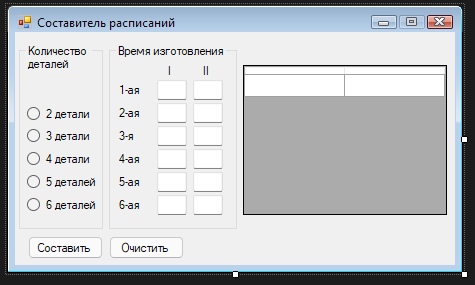 Составитель расписаний
Количество
деталей
2 детали
3 детали
4 детали
5 деталей
6 деталей
Время изготовления
I II
1-ая
2-ая
3-я
4-ая
5-ая
6-ая
Составить Очистить